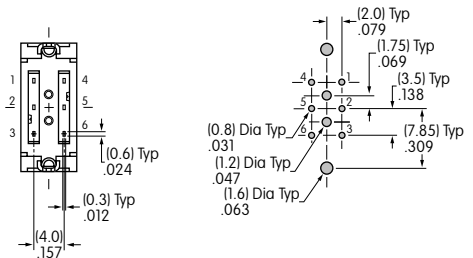 1 4
2 5
3 6
(0.6) Typ
.024
(0.3) Typ
.012
(4.0)
.157
(2.0) Typ
.079
(1.75) Typ
.069
(3.5) Typ
.138
(7.85) Typ
.309
4 1
5 2
6 3
(0.8) Dia Typ
.031
(1.2) Dia Typ
.047
(1.6) Dia Typ
.063